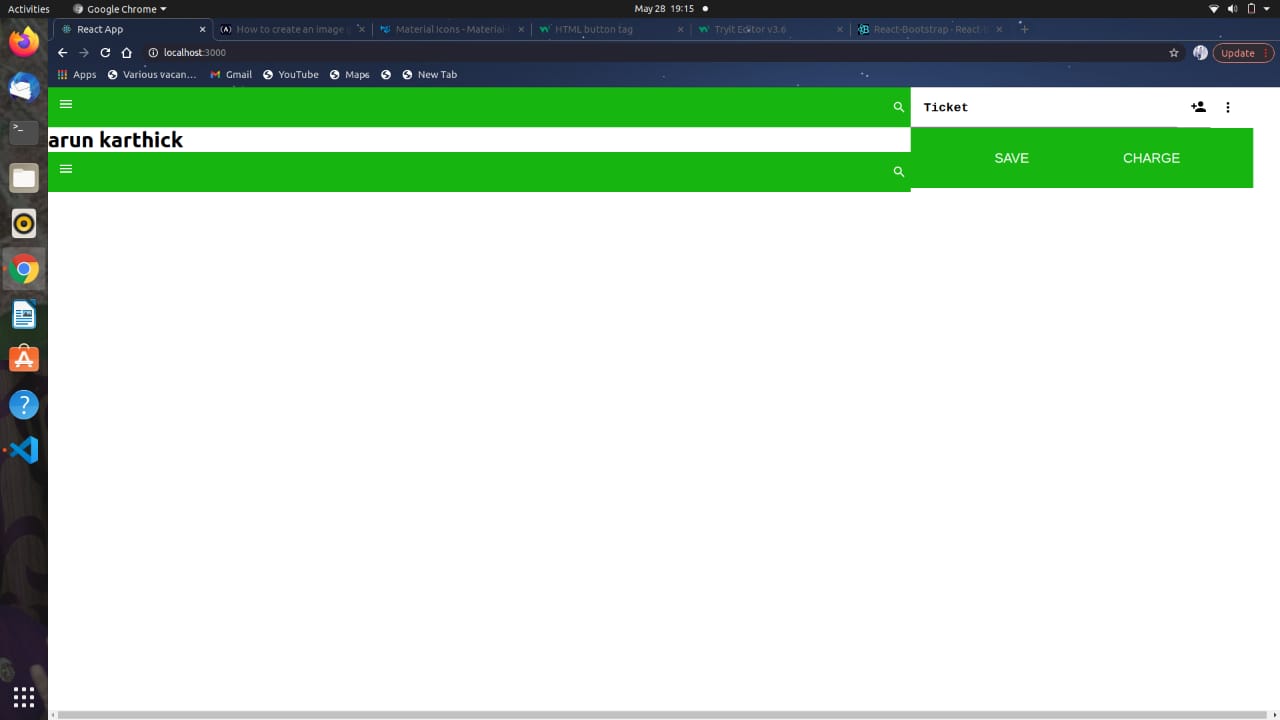 Activities Google Chrome May 28 19:15
React App How to create an image Material Icons - Material- HTML button tag Tryit Editor v3.6 React-Bootstrap · React-B
localhost:3000 Update
Apps Various vacan... Gmail YouTube Maps New Tab
Ticket
arun karthick
SAVE CHARGE